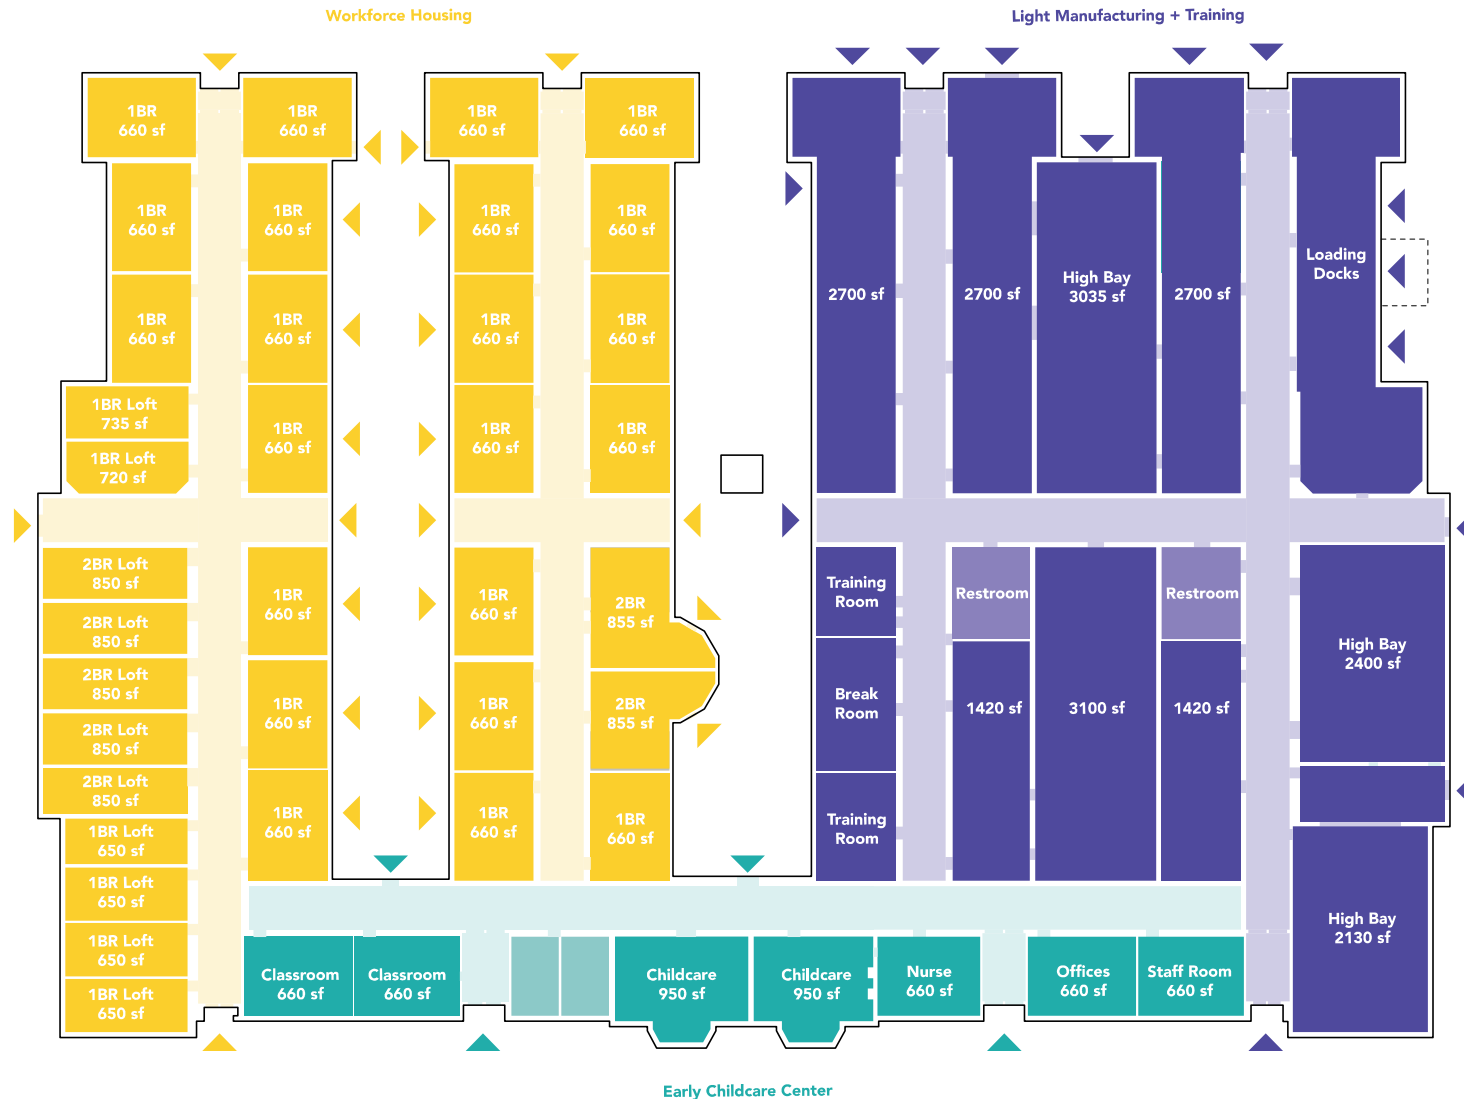 Workforce Housing
Light Manufacturing + Training
1BR
660 sf
1BR
660 sf
1BR
660 sf
1BR
660 sf
1BR
660 sf
1BR
660 sf
1BR
660 sf
1BR
660 sf
1BR
660 sf
1BR
660 sf
1BR
660 sf
1BR
660 sf
1BR Loft
735 sf
1BR Loft
720 sf
1BR
660 sf
1BR
660 sf
1BR
660 sf
2700 sf
2700 sf
High Bay
3035 sf
2700 sf
Loading
Docks
2BR Loft
850 sf
2BR Loft
850 sf
2BR Loft
850 sf
2BR Loft
850 sf
2BR Loft
850 sf
1BR Loft
650 sf
1BR Loft
650 sf
1BR Loft
650 sf
1BR Loft
650 sf
1BR
660 sf
1BR
660 sf
1BR
660 sf
1BR
660 sf
1BR
660 sf
1BR
660 sf
2BR
855 sf
2BR
855 sf
1BR
660 sf
Training
Room
Break
Room
Training
Room
Restroom
1420 sf
3100 sf
Restroom
1420 sf
High Bay
2400 sf
High Bay
2130 sf
Classroom
660 sf
Classroom
660 sf
Childcare
950 sf
Childcare
950 sf
Nurse
660 sf
Offices
660 sf
Staff Room
660 sf
Early Childcare Center